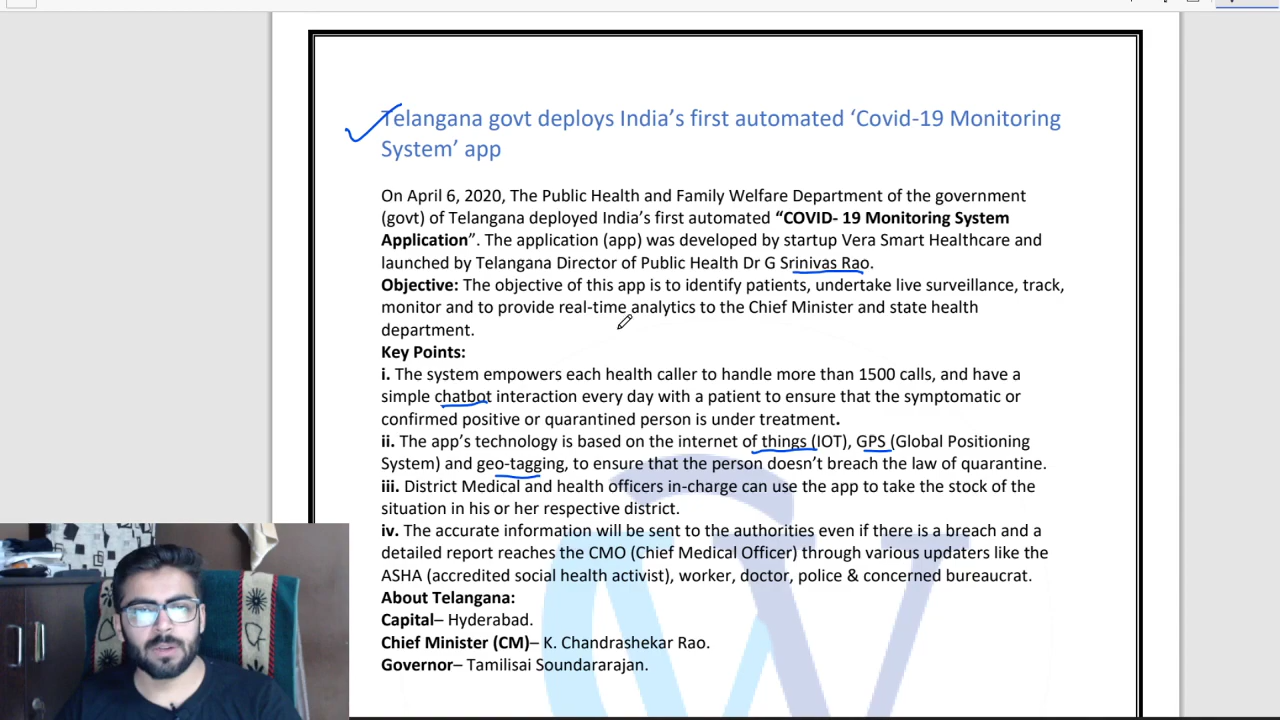 Telangana govt deploys India’s first automated ‘Covid-19 Monitoring
System’ app
On April 6, 2020, The Public Health and Family Welfare Department of the government
(govt) of Telangana deployed India’s first automated “COVID- 19 Monitoring System
Application”. The application (app) was developed by startup Vera Smart Healthcare and
launched by Telangana Director of Public Health Dr G Srinivas Rao.
Objective: The objective of this app is to identify patients, undertake live surveillance, track,
monitor and to provide real-time analytics to the Chief Minister and state health
department.
Key Points:
i. The system empowers each health caller to handle more than 1500 calls, and have a
simple chatbot interaction every day with a patient to ensure that the symptomatic or
confirmed positive or quarantined person is under treatment.
ii. The app’s technology is based on the internet of things (IOT), GPS (Global Positioning
System) and geo-tagging, to ensure that the person doesn’t breach the law of quarantine.
iii. District Medical and health officers in-charge can use the app to take the stock of the
situation in his or her respective district.
iv. The accurate information will be sent to the authorities even if there is a breach and a
detailed report reaches the CMO (Chief Medical Officer) through various updaters like the
ASHA (accredited social health activist), worker, doctor, police & concerned bureaucrat.
About Telangana:
Capital– Hyderabad.
Chief Minister (CM)– K. Chandrashekar Rao.
Governor– Tamilisai Soundararajan.